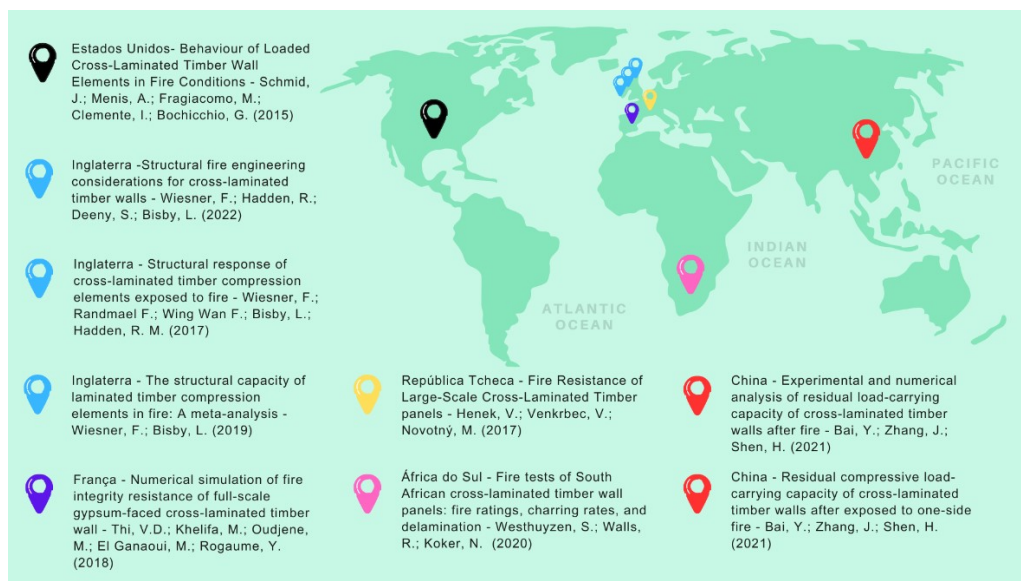 Estados Unidos- Behaviour of Loaded
Cross-Laminated Timber Wall
Elements in Fire Conditions - Schmid,
J.; Menis, A.; Fragiacomo, M.;
Clemente, I.; Bochicchio, G. (2015)
Inglaterra -Structural fire engineering
considerations for cross-laminated
timber walls - Wiesner, F.; Hadden, R.;
Deeny, S.; Bisby, L. (2022)
Inglaterra - Structural response of
cross-laminated timber compression
elements exposed to fire - Wiesner, F.;
Randmael F.; Wing Wan F.; Bisby, L.;
Hadden, R. M. (2017)
Inglaterra - The structural capacity of
laminated timber compression
elements in fire: A meta-analysis -
Wiesner, F.; Bisby, L. (2019)
França - Numerical simulation of fire
integrity resistance of full-scale
gypsum-faced cross-laminated timber
wall - Thi, V.D.; Khelifa, M.; Oudjene,
M.; El Ganaoui, M.; Rogaume, Y.
(2018)
República Tcheca - Fire Resistance of
Large-Scale Cross-Laminated Timber
panels - Henek, V.; Venkrbec, V.;
Novotný, M. (2017)
África do Sul - Fire tests of South
African cross-laminated timber wall
panels: fire ratings, charring rates, and
delamination - Westhuyzen, S.; Walls,
R.; Koker, N. (2020)
China - Experimental and numerical
analysis of residual load-carrying
capacity of cross-laminated timber
walls after fire - Bai, Y.; Zhang, J.;
Shen, H. (2021)
China - Residual compressive load-
carrying capacity of cross-laminated
timber walls after exposed to one-side
fire - Bai, Y.; Zhang, J.; Shen, H.
(2021)
PACIFIC
OCEAN
INDIAN
OCEAN
ATLANTIC
OCEAN